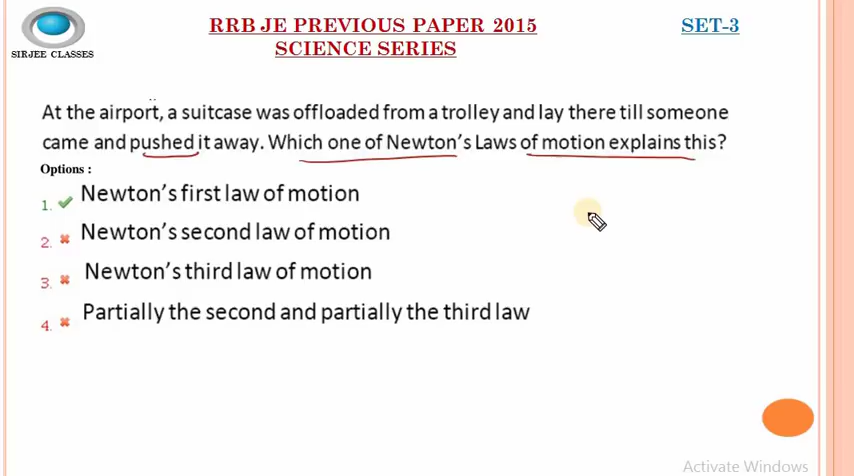 RRB JE PREVIOUS PAPER 2015
SCIENCE SERIES
SET-3
SIRJEE CLASSES
At the airport, a suitcase was offloaded from a trolley and lay there till someone
came and pushed it away. Which one of Newton's Laws of motion explains this?
Options :
1. Newton's first law of motion
2. Newton's second law of motion
3. Newton's third law of motion
4. Partially the second and partially the third law
Activate Windows